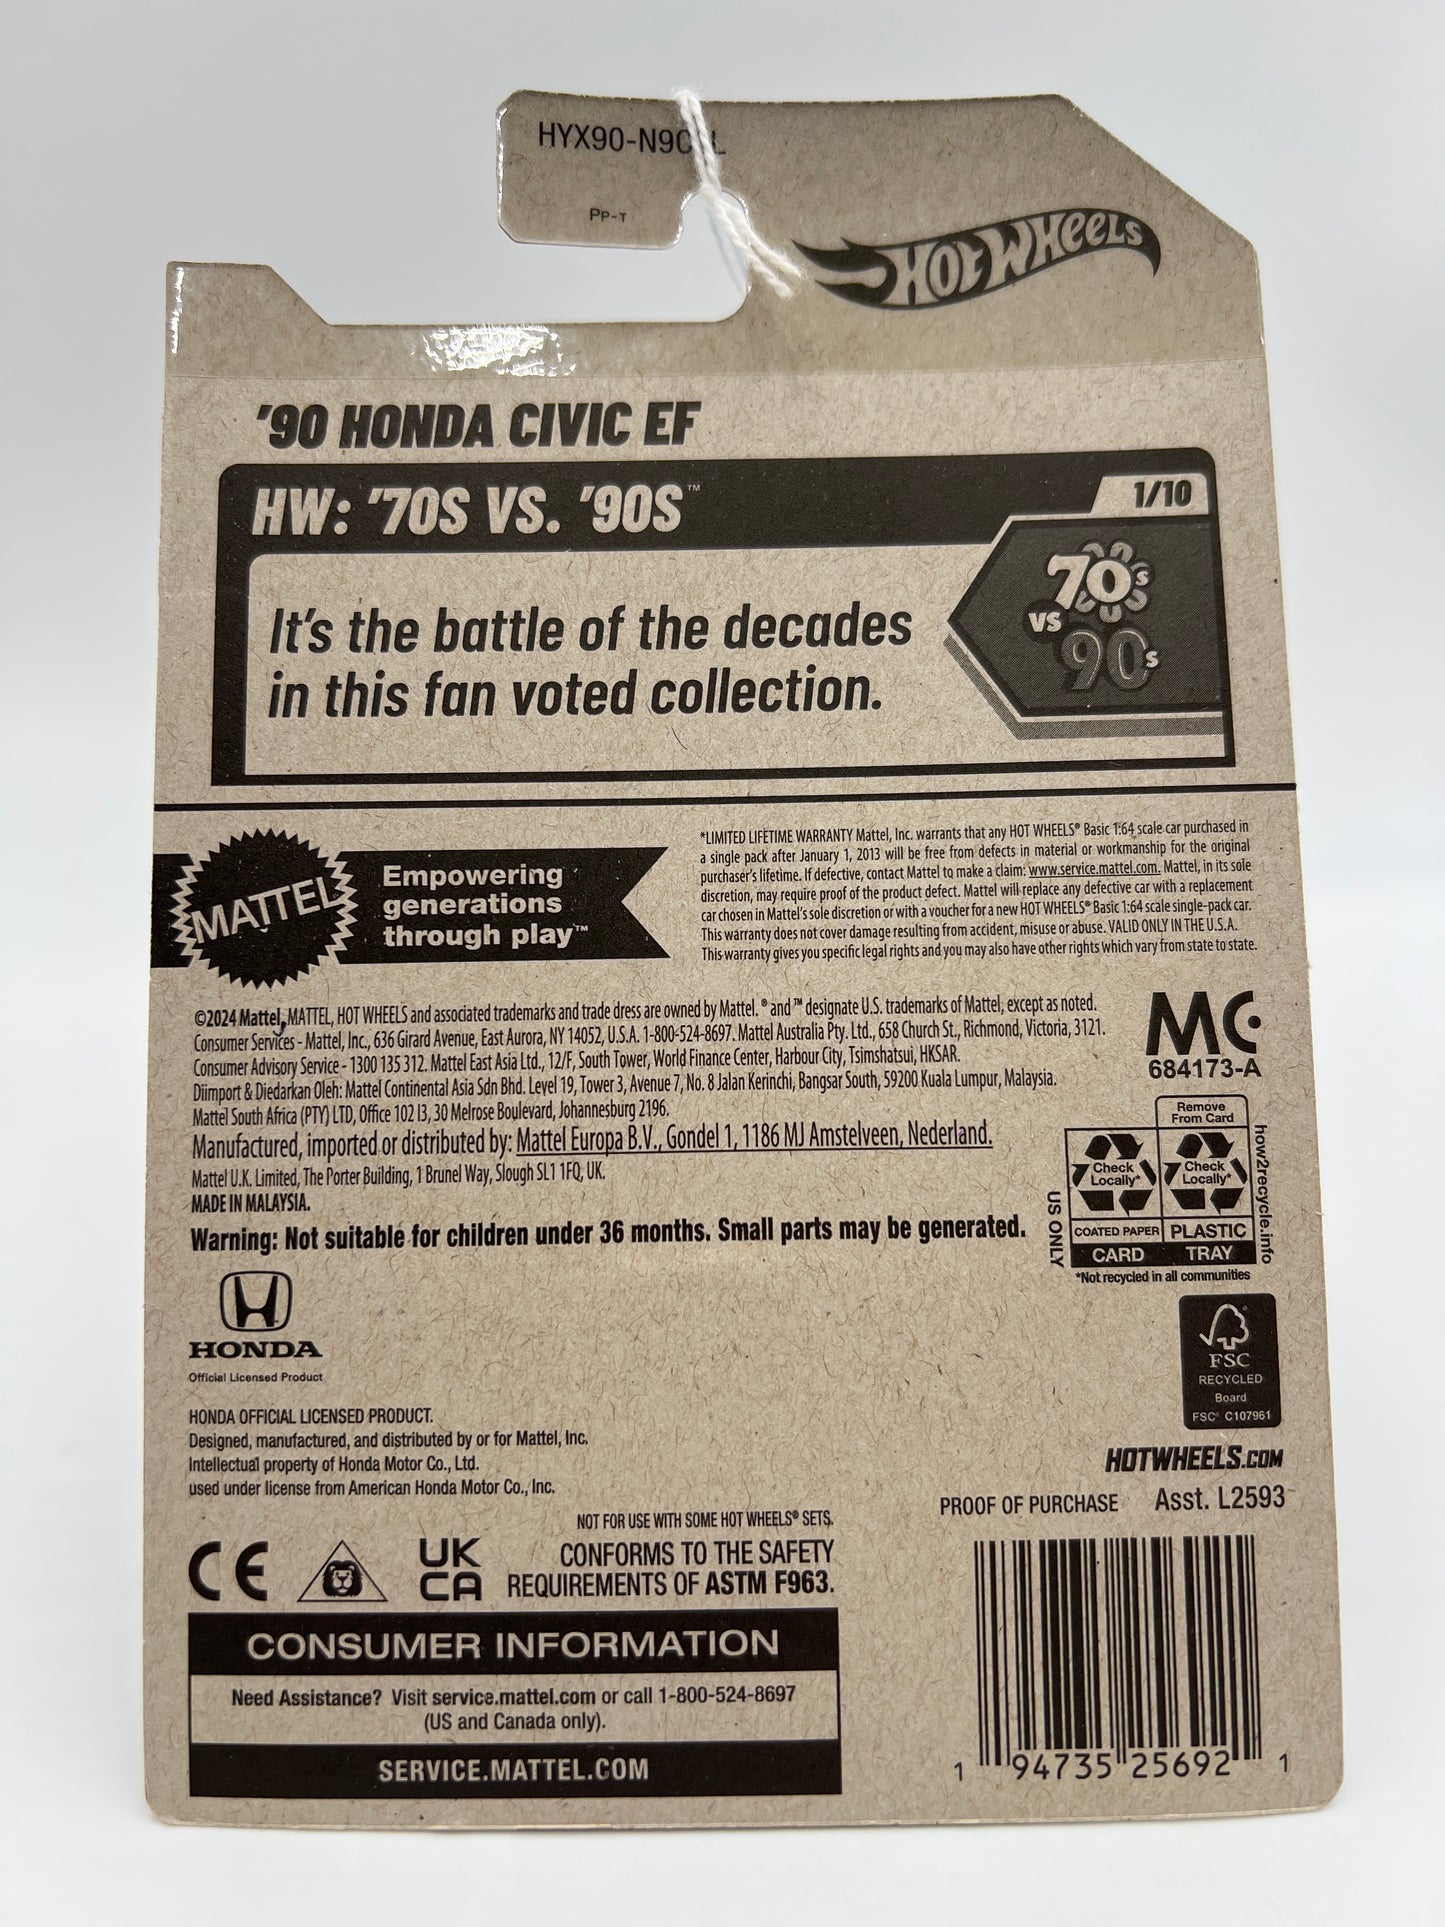 PP-T
HOT WHEELS
'90 HONDA CIVIC EF
HW: '70S VS. '90S™
1/10
70s
vs
90s
It's the battle of the decades
in this fan voted collection.
MATTEL
Empowering
generations
through play™
*LIMITED LIFETIME WARRANTY Mattel, Inc. warrants that any HOT WHEELS® Basic 1:64 scale car purchased in
a single pack after January 1, 2013 will be free from defects in material or workmanship for the original
purchaser's lifetime. If defective, contact Mattel to make a claim: www.service.mattel.com. Mattel, in its sole
discretion, may require proof of the product defect. Mattel will replace any defective car with a replacement
car chosen in Mattel's sole discretion or with a voucher for a new HOT WHEELS® Basic 1:64 scale single-pack car.
This warranty does not cover damage resulting from accident, misuse or abuse. VALID ONLY IN THE U.S.A.
This warranty gives you specific legal rights and you may also have other rights which vary from state to state.
©2024 Mattel, MATTEL, HOT WHEELS and associated trademarks and trade dress are owned by Mattel. ® and ™ designate U.S. trademarks of Mattel, except as noted.
Consumer Services - Mattel, Inc., 636 Girard Avenue, East Aurora, NY 14052, U.S.A. 1-800-524-8697. Mattel Australia Pty. Ltd., 658 Church St., Richmond, Victoria, 3121.
Consumer Advisory Service - 1300 135 312. Mattel East Asia Ltd., 12/F, South Tower, World Finance Center, Harbour City, Tsimshatsui, HKSAR.
Diimport & Diedarkan Oleh: Mattel Continental Asia Sdn Bhd. Level 19, Tower 3, Avenue 7, No. 8 Jalan Kerinchi, Bangsar South, 59200 Kuala Lumpur, Malaysia.
Mattel South Africa (PTY) LTD, Office 102 I3, 30 Melrose Boulevard, Johannesburg 2196.
Manufactured, imported or distributed by: Mattel Europa B.V., Gondel 1, 1186 MJ Amstelveen, Nederland.
Mattel U.K. Limited, The Porter Building, 1 Brunel Way, Slough SL1 1FQ, UK.
MADE IN MALAYSIA.
Warning: Not suitable for children under 36 months. Small parts may be generated.
MC
684173-A
Remove
From Card
Check
Locally*
Check
Locally*
COATED PAPER
PLASTIC
CARD
TRAY
US ONLY
how2recycle.info
*Not recycled in all communities
HONDA
Official Licensed Product
FSC
RECYCLED
Board
FSC® C107961
HONDA OFFICIAL LICENSED PRODUCT.
Designed, manufactured, and distributed by or for Mattel, Inc.
Intellectual property of Honda Motor Co., Ltd.
used under license from American Honda Motor Co., Inc.
HOTWHEELS.COM
PROOF OF PURCHASE
Asst. L2593
NOT FOR USE WITH SOME HOT WHEELS® SETS.
CE
UK
CA
CONFORMS TO THE SAFETY
REQUIREMENTS OF ASTM F963.
CONSUMER INFORMATION
Need Assistance? Visit service.mattel.com or call 1-800-524-8697
(US and Canada only).
SERVICE.MATTEL.COM
1 94735 25692 1